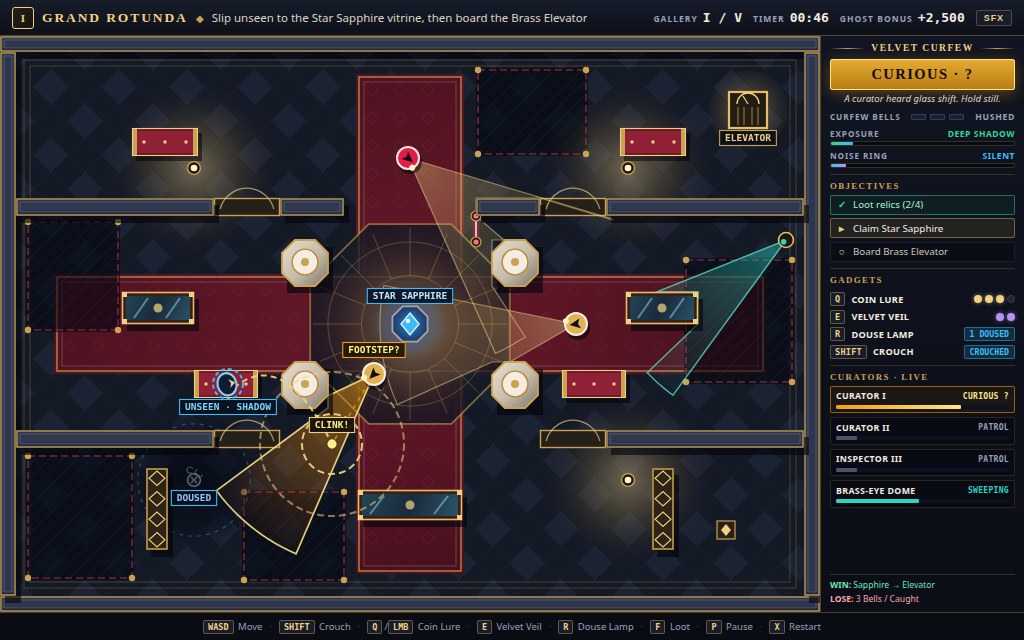 I GRAND ROTUNDA ◆ Slip unseen to the Star Sapphire vitrine, then board the Brass Elevator GALLERY I / V TIMER 00:46 GHOST BONUS +2,500 SFX
VELVET CURFEW
CURIOUS · ?
A curator heard glass shift. Hold still.
CURFEW BELLS HUSHED
EXPOSURE DEEP SHADOW
NOISE RING SILENT
OBJECTIVES
✓ Loot relics (2/4)
► Claim Star Sapphire
○ Board Brass Elevator
GADGETS
Q COIN LURE
E VELVET VEIL
R DOUSE LAMP 1 DOUSED
SHIFT CROUCH CROUCHED
CURATORS · LIVE
CURATOR I CURIOUS ?
CURATOR II PATROL
INSPECTOR III PATROL
BRASS-EYE DOME SWEEPING
WIN: Sapphire → Elevator
LOSE: 3 Bells / Caught
ELEVATOR
STAR SAPPHIRE
FOOTSTEP?
UNSEEN · SHADOW
CLINK!
DOUSED
WASD Move · SHIFT Crouch · Q / LMB Coin Lure · E Velvet Veil · R Douse Lamp · F Loot · P Pause · X Restart